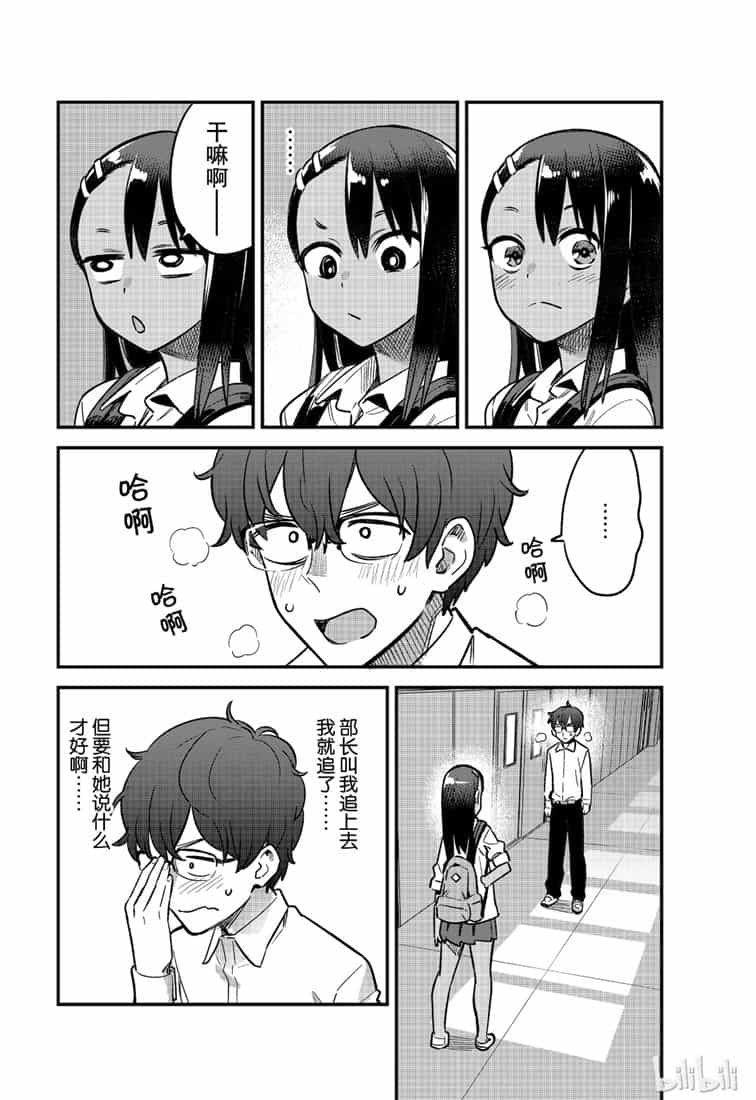 ……
干嘛啊——
……
哈啊
哈啊
哈啊
部长叫我追上去
我就追了……
但要和她说什么
才好啊……
bilibili